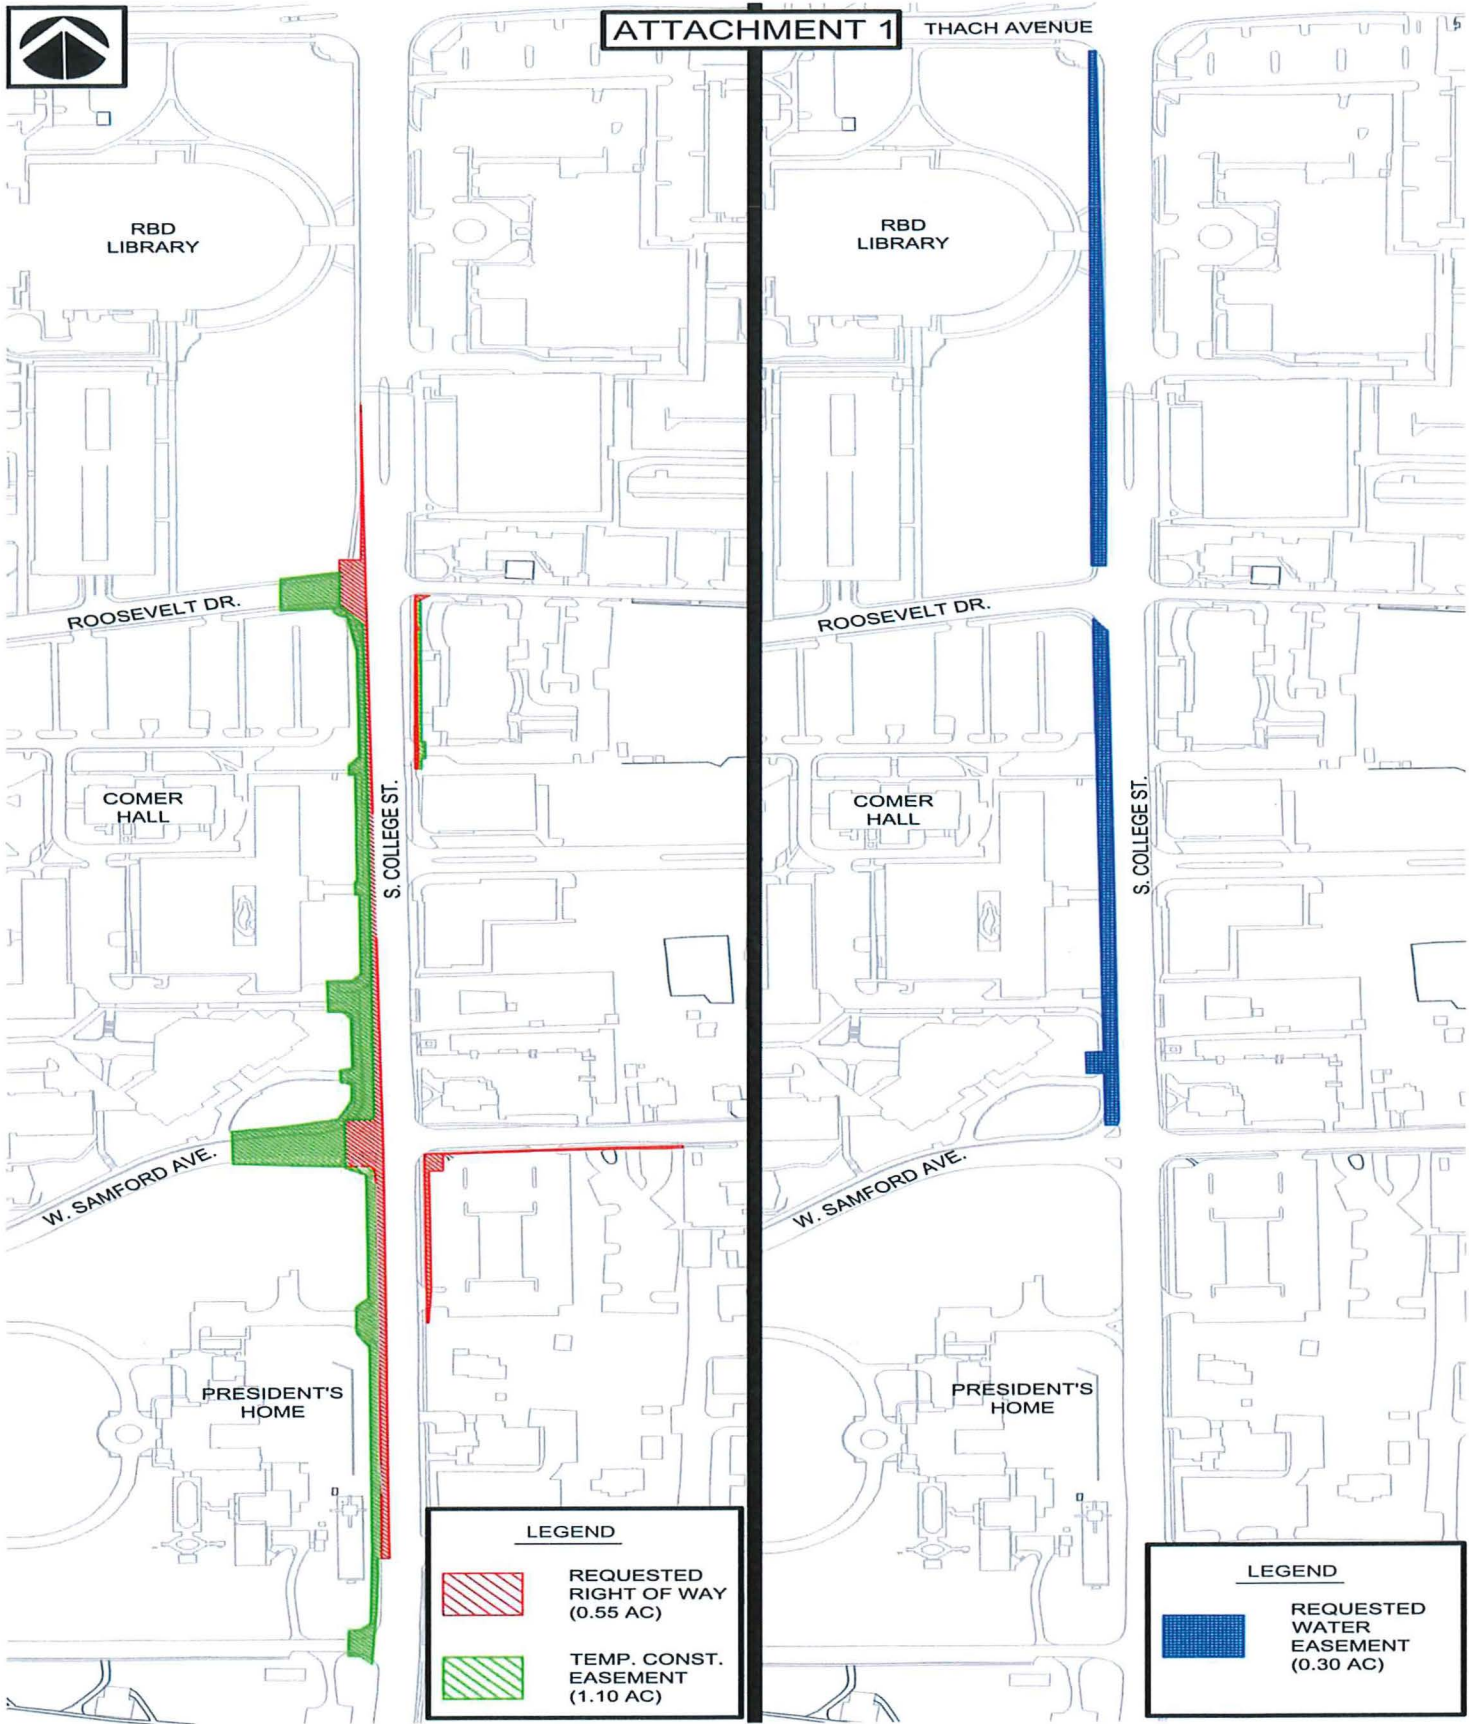 ATTACHMENT 1
THACH AVENUE
RBD
LIBRARY
ROOSEVELT DR.
COMER
HALL
S. COLLEGE ST.
W. SAMFORD AVE.
PRESIDENT'S
HOME
LEGEND
REQUESTED
RIGHT OF WAY
(0.55 AC)
TEMP. CONST.
EASEMENT
(1.10 AC)
RBD
LIBRARY
ROOSEVELT DR.
COMER
HALL
S. COLLEGE ST.
W. SAMFORD AVE.
PRESIDENT'S
HOME
LEGEND
REQUESTED
WATER
EASEMENT
(0.30 AC)